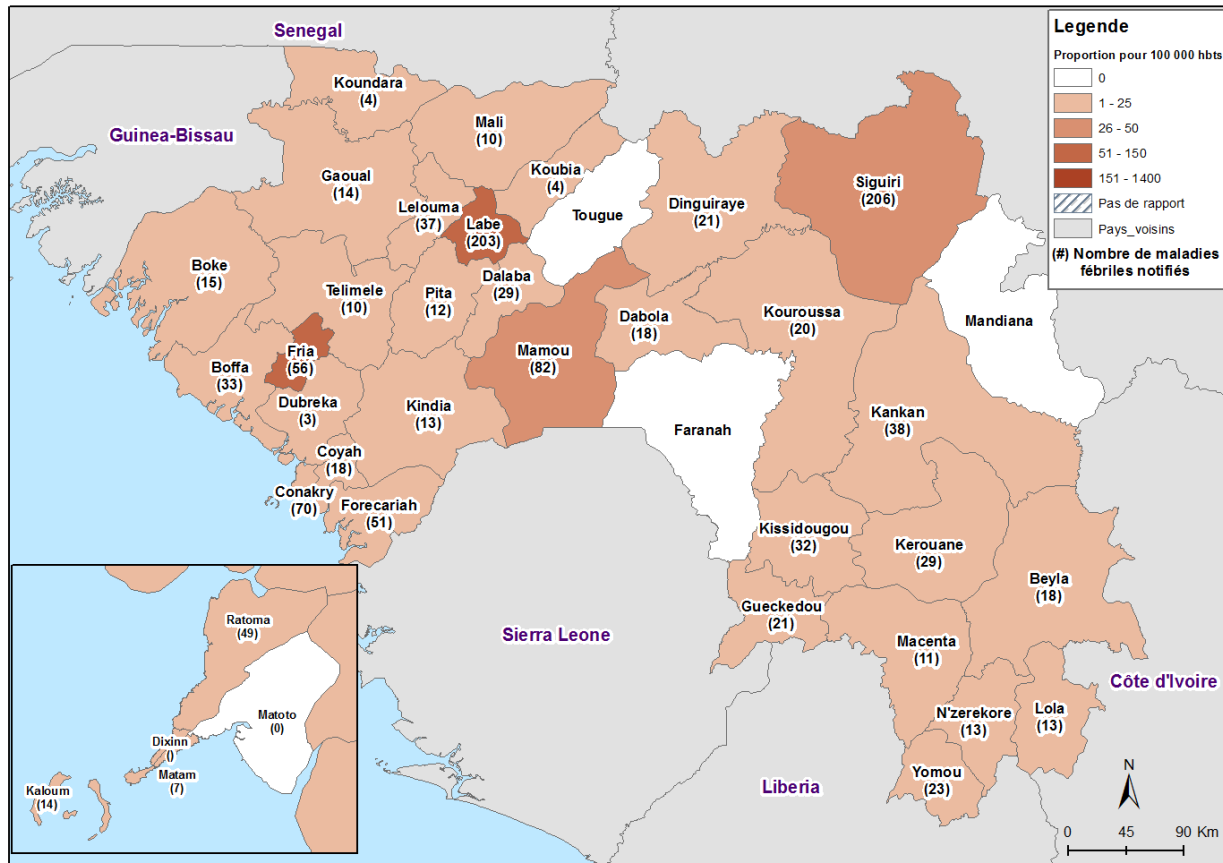 Senegal
Koundara
(4)
Guinea-Bissau
Mali
(10)
Koubia
(4)
Gaoual
(14)
Lelouma
(37)
Labe
(203)
Tougue
Dinguiraye
(21)
Siguiri
(206)
Boke
(15)
Telimele
(10)
Pita
(12)
Dalaba
(29)
Dabola
(18)
Kouroussa
(20)
Mandiana
Fria
(56)
Boffa
(33)
Mamou
(82)
Dubreka
(3)
Kindia
(13)
Faranah
Kankan
(38)
Coyah
(18)
Conakry
(70)
Forecariah
(51)
Kissidougou
(32)
Kerouane
(29)
Beyla
(18)
Gueckedou
(21)
Sierra Leone
Macenta
(11)
Côte d'Ivoire
N'zerekore
(13)
Lola
(13)
Yomou
(23)
Liberia
Ratoma
(49)
Matoto
(0)
Dixinn
()
Matam
(7)
Kaloum
(14)
Legende
Proportion pour 100 000 hbts
0
1 - 25
26 - 50
51 - 150
151 - 1400
Pas de rapport
Pays_voisins
(#) Nombre de maladies
fébriles notifiés
N
0 45 90 Km